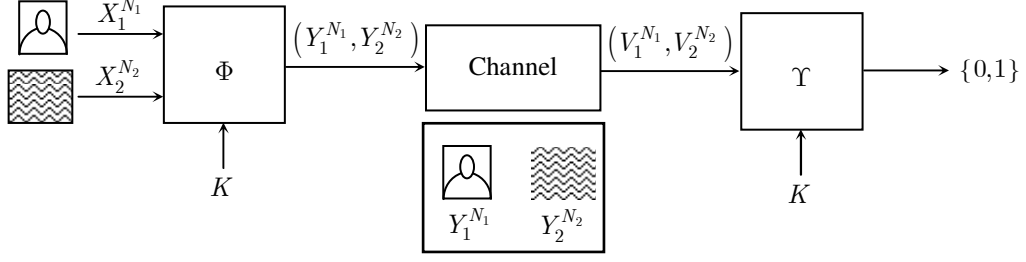 X_1^{N_1}
X_2^{N_2}
Φ
K
(Y_1^{N_1}, Y_2^{N_2})
Channel
Y_1^{N_1} Y_2^{N_2}
(V_1^{N_1}, V_2^{N_2})
Υ
K
{0,1}